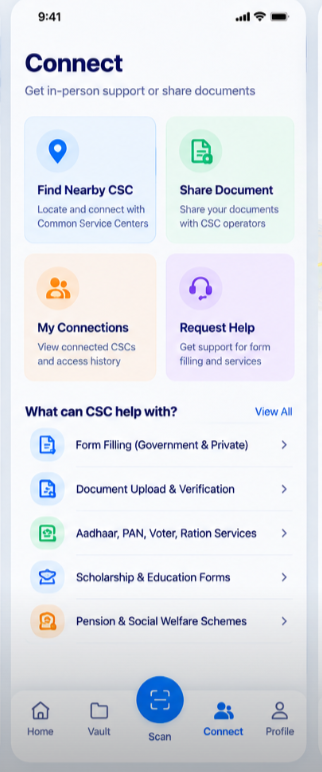 9:41
Connect
Get in-person support or share documents
Find Nearby CSC
Locate and connect with
Common Service Centers
Share Document
Share your documents
with CSC operators
My Connections
View connected CSCs
and access history
Request Help
Get support for form
filling and services
What can CSC help with?
View All
Form Filling (Government & Private)
Document Upload & Verification
Aadhaar, PAN, Voter, Ration Services
Scholarship & Education Forms
Pension & Social Welfare Schemes
Home
Vault
Scan
Connect
Profile